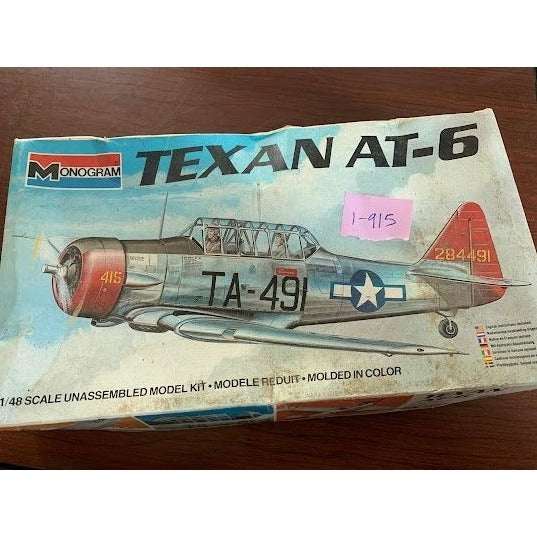 MONOGRAM
TEXAN AT-6
1-915
284491
415
TA-491
1/48 SCALE UNASSEMBLED MODEL KIT • MODELE REDUIT • MOLDED IN COLOR